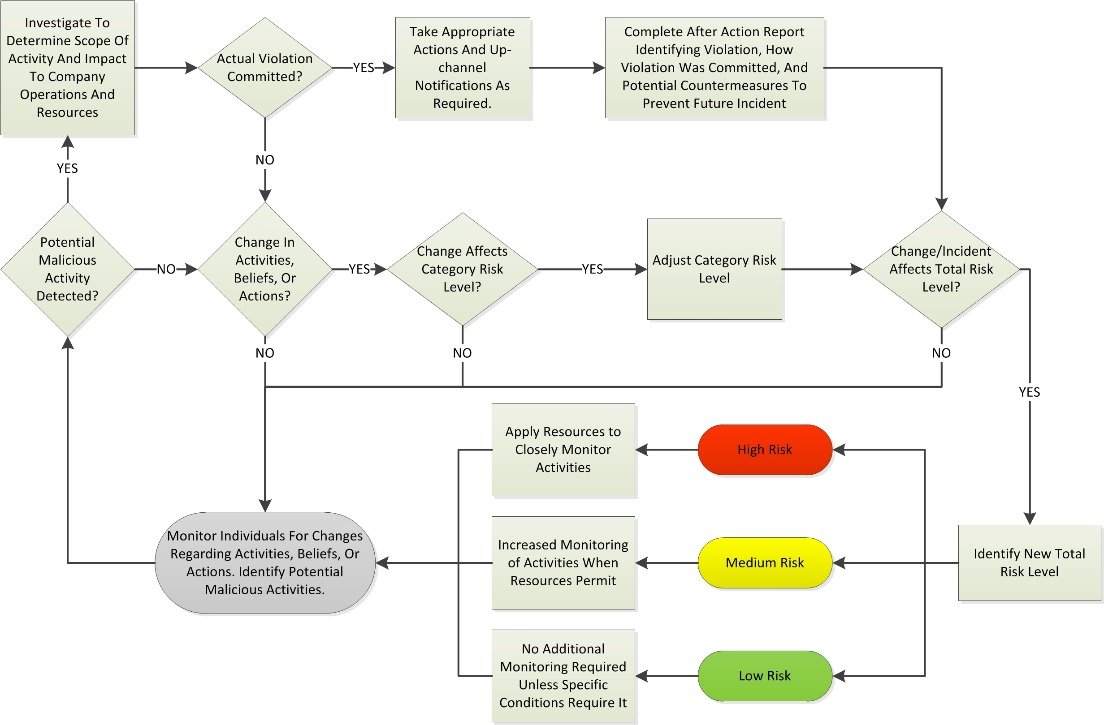 Investigate To
Determine Scope Of
Activity And Impact
To Company
Operations And
Resources
Actual Violation
Committed?
YES
Take Appropriate
Actions And Up-
channel
Notifications As
Required.
Complete After Action Report
Identifying Violation, How
Violation Was Committed, And
Potential Countermeasures To
Prevent Future Incident
YES
NO
Potential
Malicious
Activity
Detected?
NO
Change In
Activities,
Beliefs, Or
Actions?
YES
Change Affects
Category Risk
Level?
YES
Adjust Category Risk
Level
Change/Incident
Affects Total Risk
Level?
NO
NO
NO
YES
Apply Resources to
Closely Monitor
Activities
High Risk
Monitor Individuals For Changes
Regarding Activities, Beliefs, Or
Actions. Identify Potential
Malicious Activities.
Increased Monitoring
of Activities When
Resources Permit
Medium Risk
Identify New Total
Risk Level
No Additional
Monitoring Required
Unless Specific
Conditions Require It
Low Risk